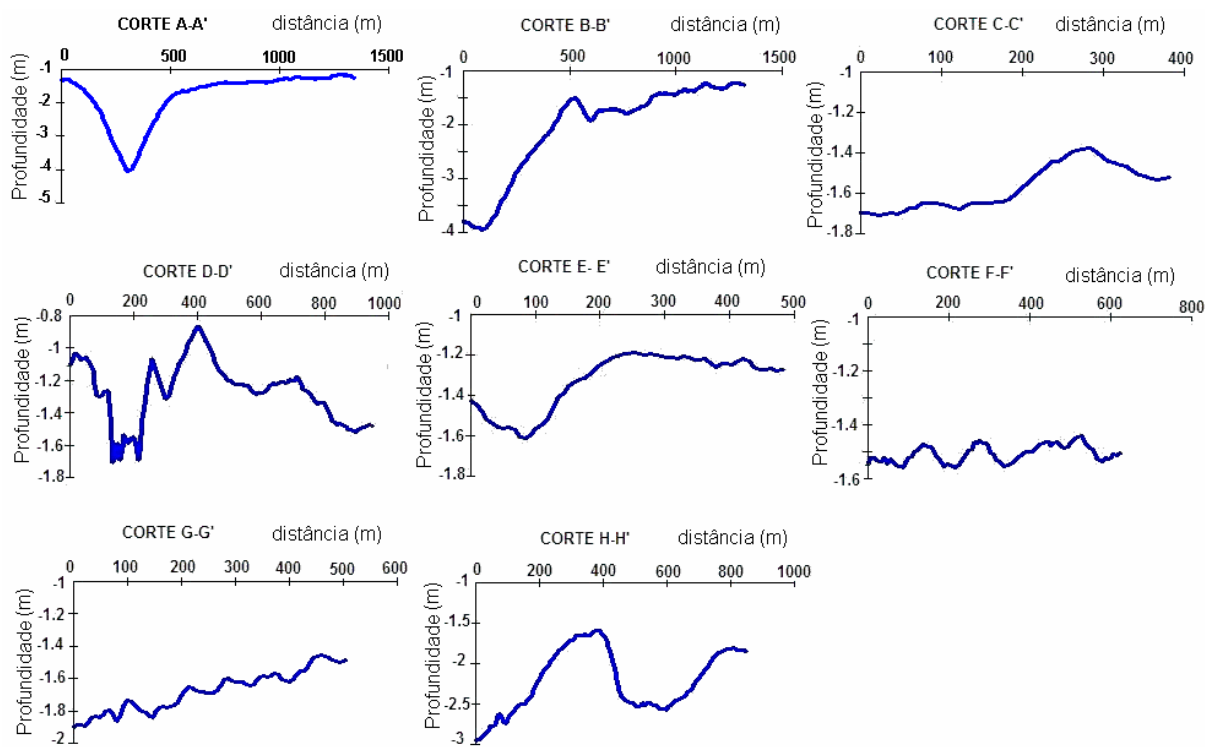 CORTE A-A' distância (m)
0 500 1000 1500
-1
-2
-3
-4
-5
Profundidade (m)
CORTE B-B' distância (m)
0 500 1000 1500
-1
-2
-3
-4
Profundidade (m)
CORTE C-C' distância (m)
0 100 200 300 400
-1
-1.2
-1.4
-1.6
-1.8
Profundidade (m)
CORTE D-D' distância (m)
0 200 400 600 800 1000
-0.8
-1
-1.2
-1.4
-1.6
-1.8
Profundidade (m)
CORTE E- E' distância (m)
0 100 200 300 400 500
-1
-1.2
-1.4
-1.6
-1.8
Profundidade (m)
CORTE F-F' distância (m)
0 200 400 600 800
-1
-1.2
-1.4
-1.6
Profundidade (m)
CORTE G-G' distância (m)
0 100 200 300 400 500 600
-1
-1.2
-1.4
-1.6
-1.8
-2
Profundidade (m)
CORTE H-H' distância (m)
0 200 400 600 800 1000
-1
-1.5
-2
-2.5
-3
Profundidade (m)